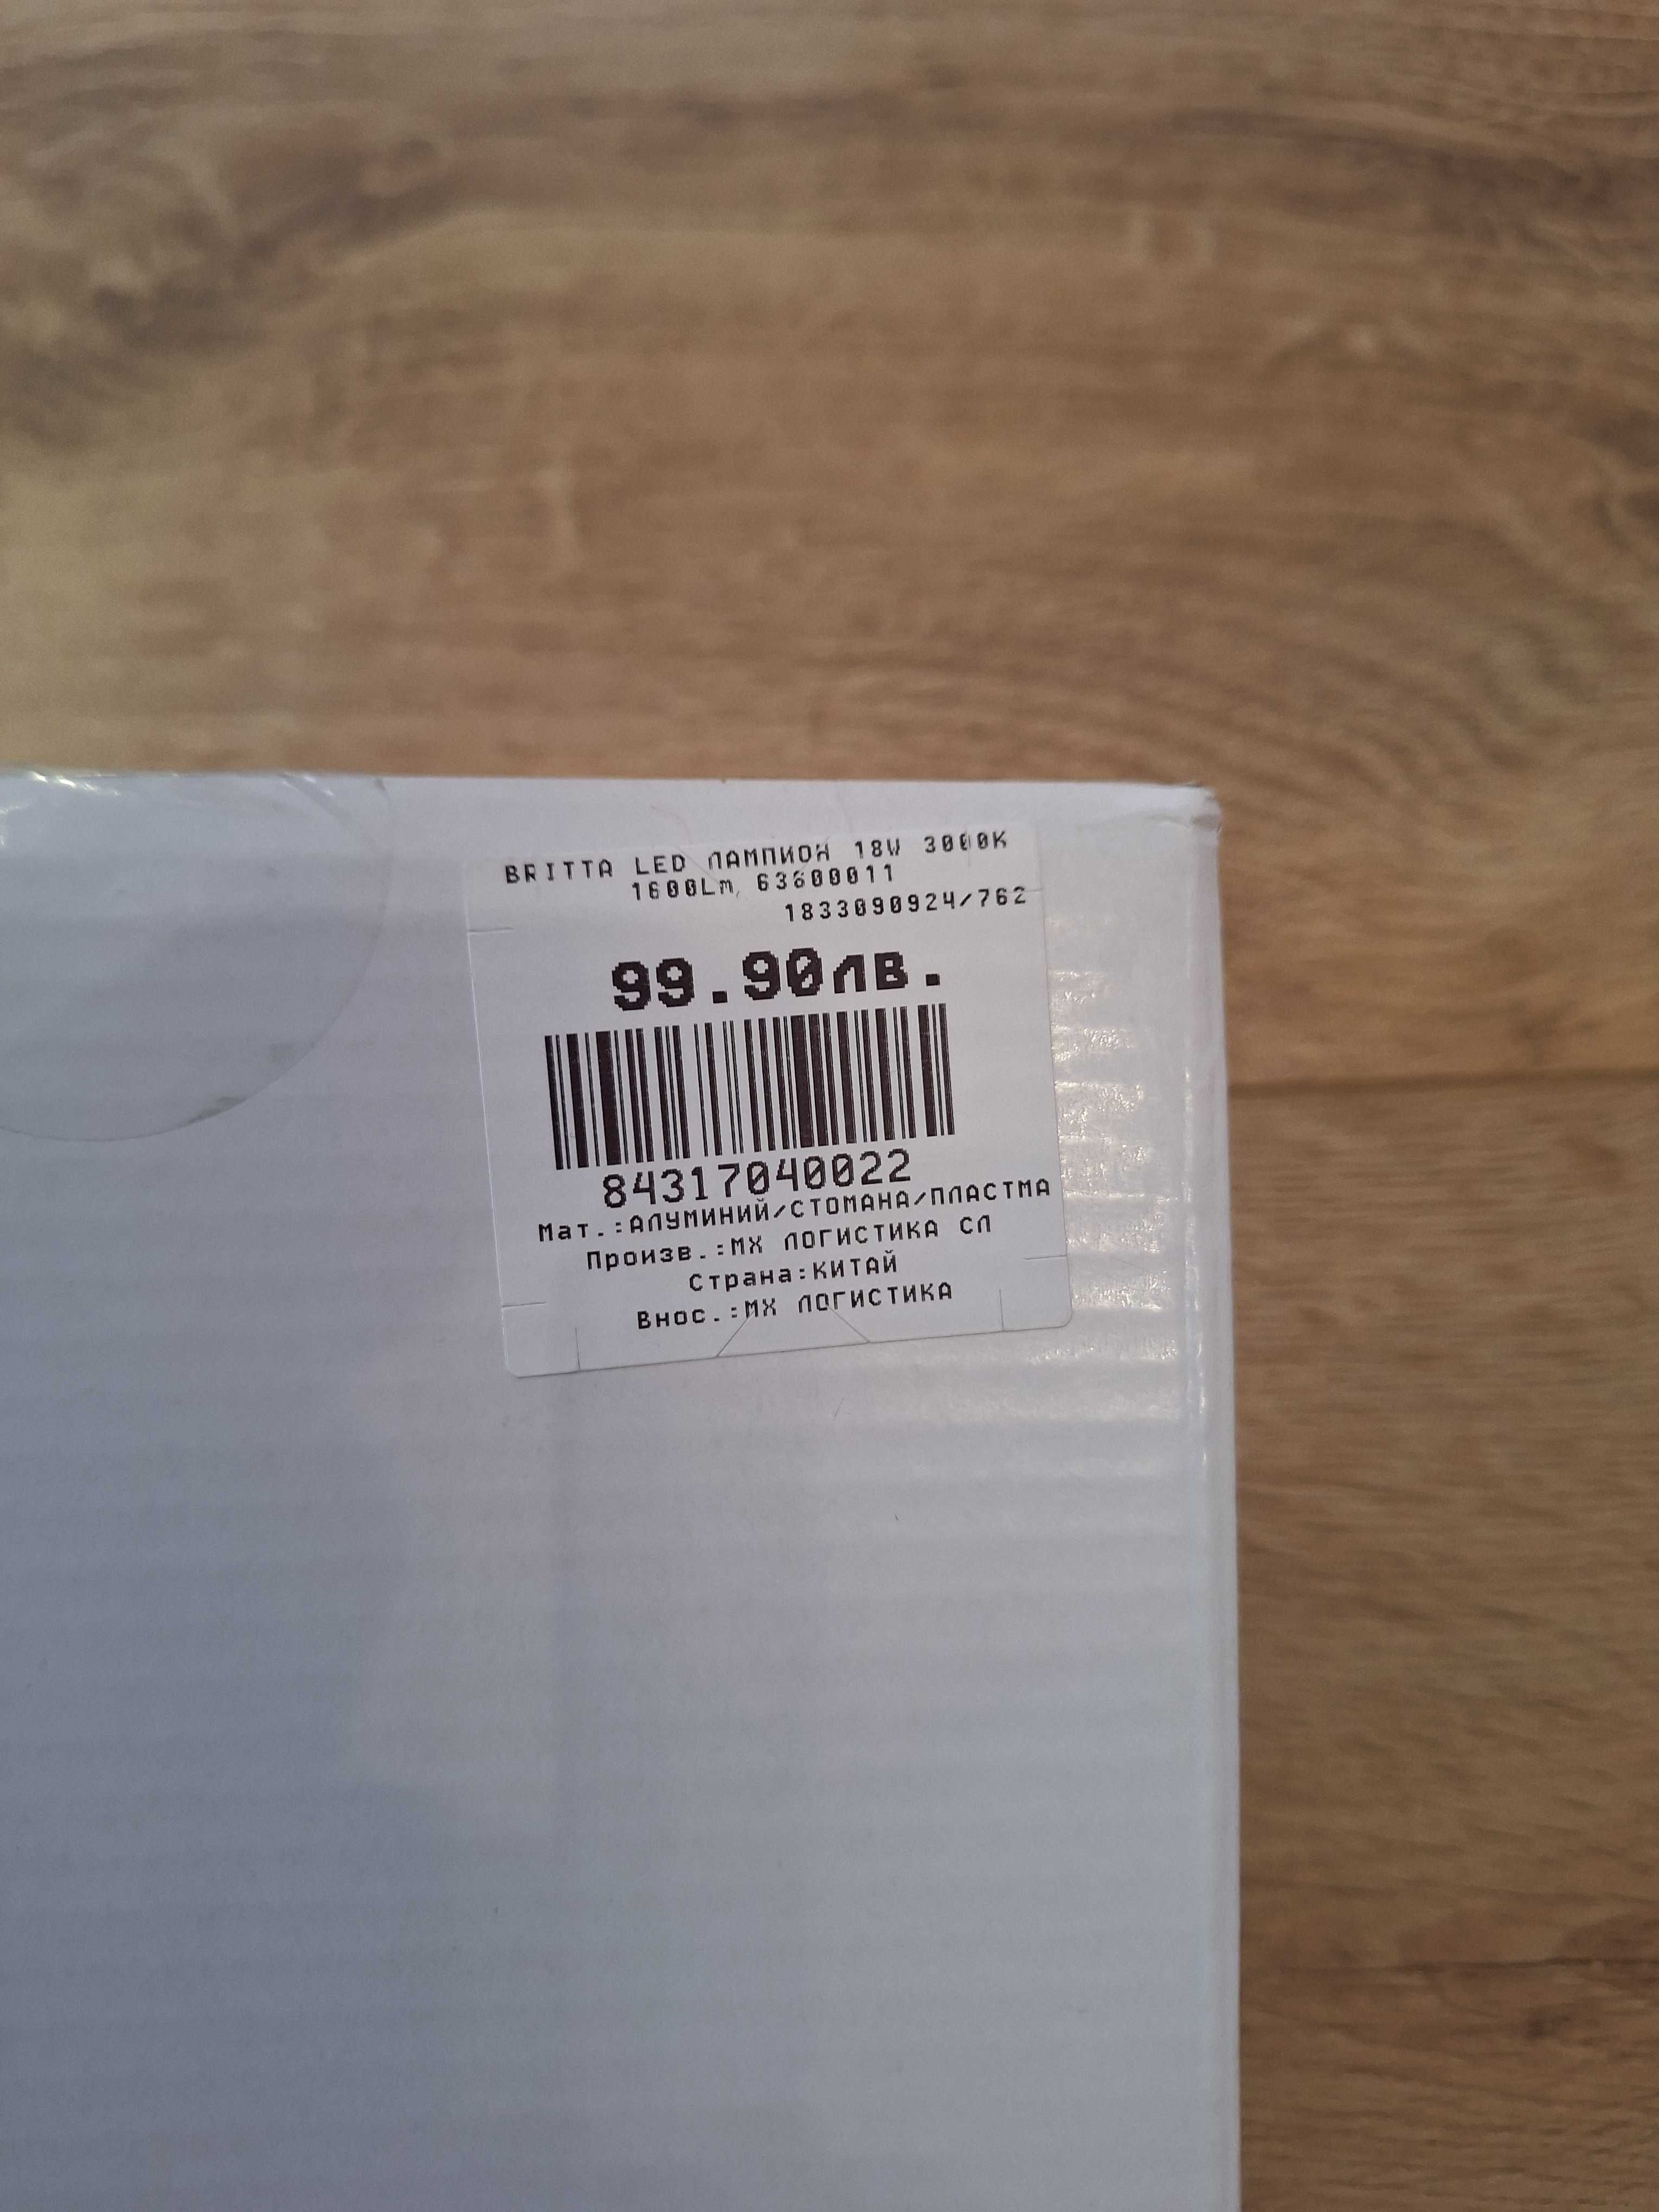 BRITTA LED ЛАМПИОН 18W 3000K
1600Lm, 63600011
1833090924/762
99.90лв.
84317040022
Мат.:АЛУМИНИЙ/СТОМАНА/ПЛАСТМА
Произв.:МХ ЛОГИСТИКА СЛ
Страна:КИТАЙ
Внос.:МХ ЛОГИСТИКА